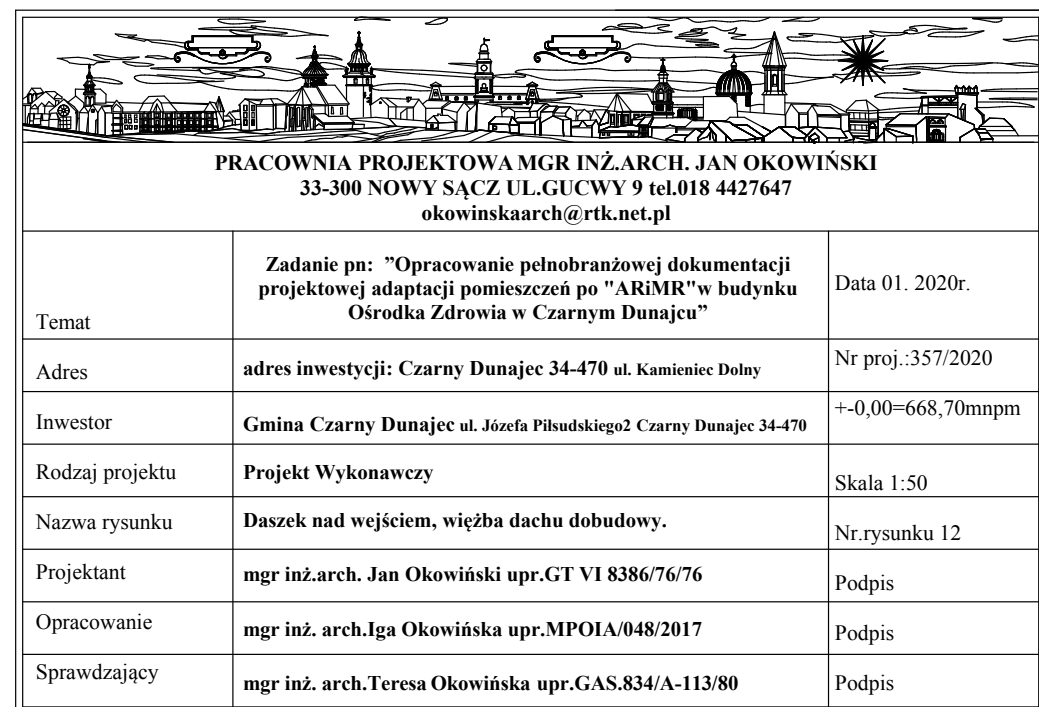 PRACOWNIA PROJEKTOWA MGR INŻ.ARCH. JAN OKOWIŃSKI
33-300 NOWY SĄCZ UL.GUCWY 9 tel.018 4427647
okowinskaarch@rtk.net.pl
Temat
Zadanie pn: ”Opracowanie pełnobranżowej dokumentacji
projektowej adaptacji pomieszczeń po "ARiMR"w budynku
Ośrodka Zdrowia w Czarnym Dunajcu”
Data 01. 2020r.
Adres
adres inwestycji: Czarny Dunajec 34-470 ul. Kamieniec Dolny
Nr proj.:357/2020
Inwestor
Gmina Czarny Dunajec ul. Józefa Piłsudskiego2 Czarny Dunajec 34-470
+-0,00=668,70mnpm
Rodzaj projektu
Projekt Wykonawczy
Skala 1:50
Nazwa rysunku
Daszek nad wejściem, więźba dachu dobudowy.
Nr.rysunku 12
Projektant
mgr inż.arch. Jan Okowiński upr.GT VI 8386/76/76
Podpis
Opracowanie
mgr inż. arch.Iga Okowińska upr.MPOIA/048/2017
Podpis
Sprawdzający
mgr inż. arch.Teresa Okowińska upr.GAS.834/A-113/80
Podpis